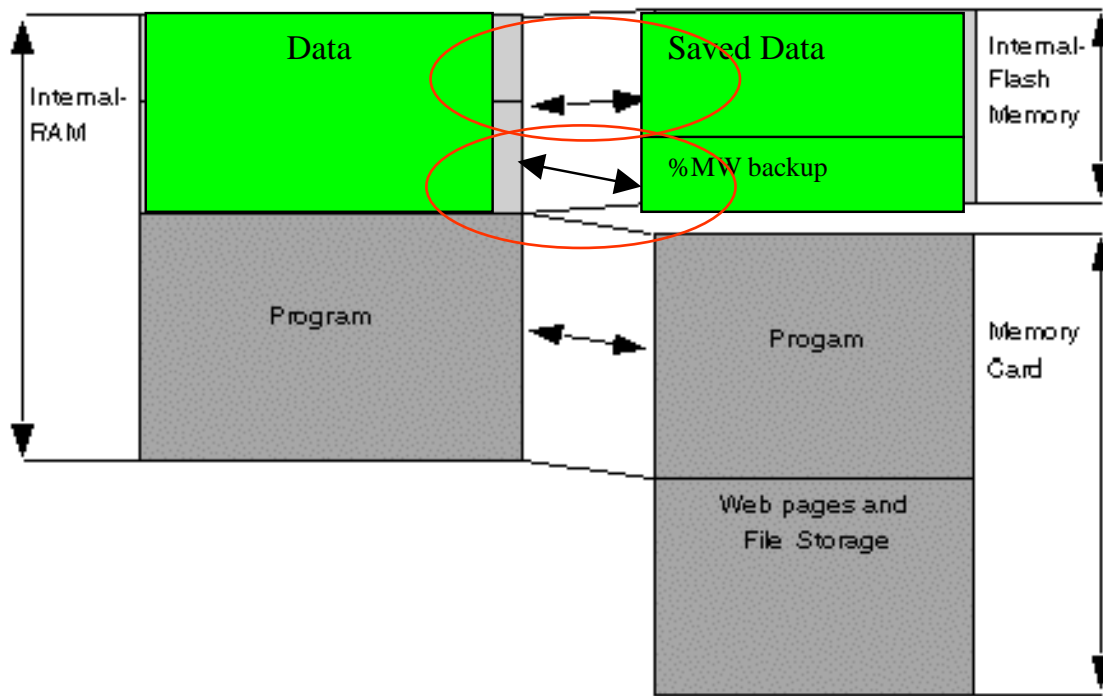 Data
Saved Data
Internal-
RAM
Internal-
Flash
Memory
%MW backup
Program
Progam
Memory
Card
Web pages and
File Storage